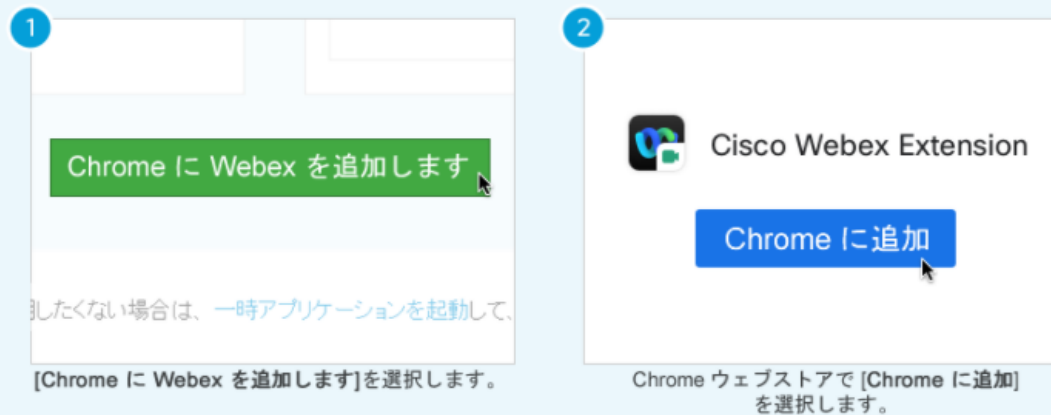 1
Chrome に Webex を追加します
したくない場合は、一時アプリケーションを起動して、
[Chrome に Webex を追加します]を選択します。
2
Cisco Webex Extension
Chrome に追加
Chrome ウェブストアで [Chrome に追加]
を選択します。